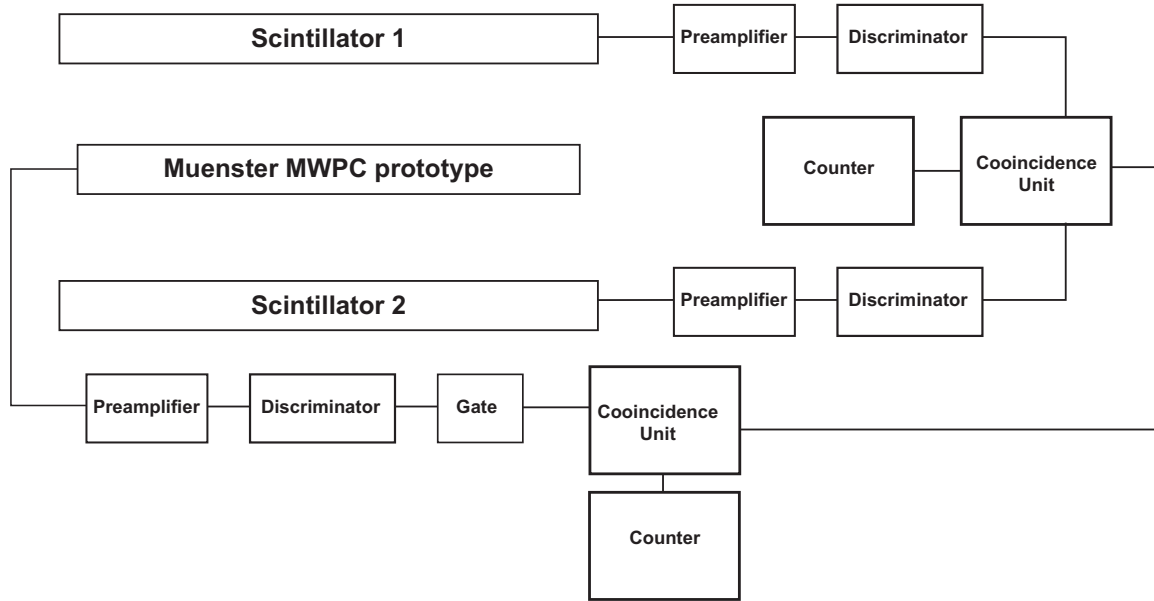 Scintillator 1
Preamplifier
Discriminator
Muenster MWPC prototype
Counter
Cooincidence
Unit
Scintillator 2
Preamplifier
Discriminator
Preamplifier
Discriminator
Gate
Cooincidence
Unit
Counter